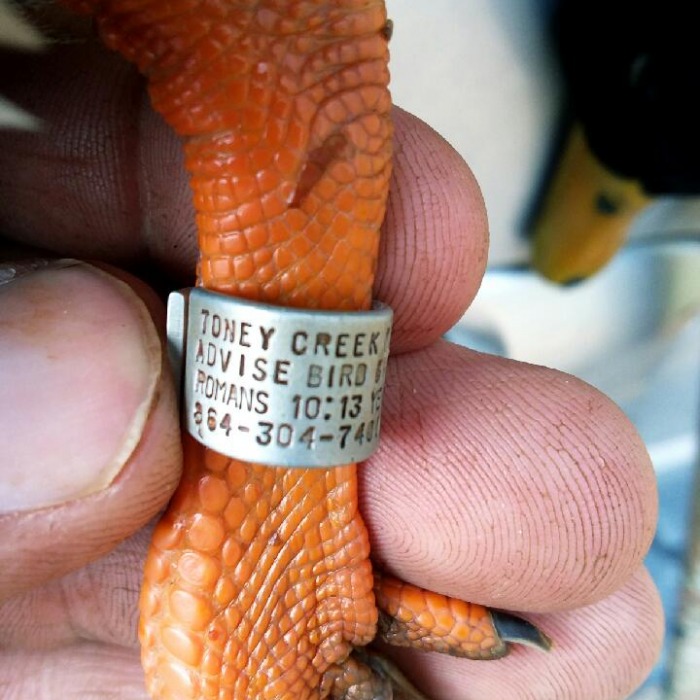 TONEY CREEK
ADVISE BIRD
ROMANS 10:13
864-304-740